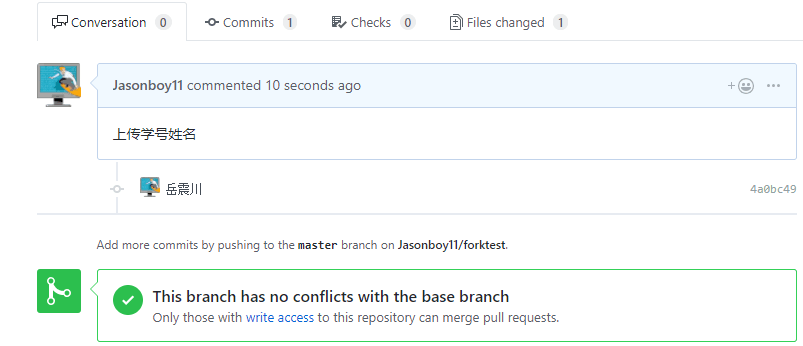 Conversation 0 Commits 1 Checks 0 Files changed 1
Jasonboy11 commented 10 seconds ago
上传学号姓名
岳震川 4a0bc49
Add more commits by pushing to the master branch on Jasonboy11/forktest.
This branch has no conflicts with the base branch
Only those with write access to this repository can merge pull requests.